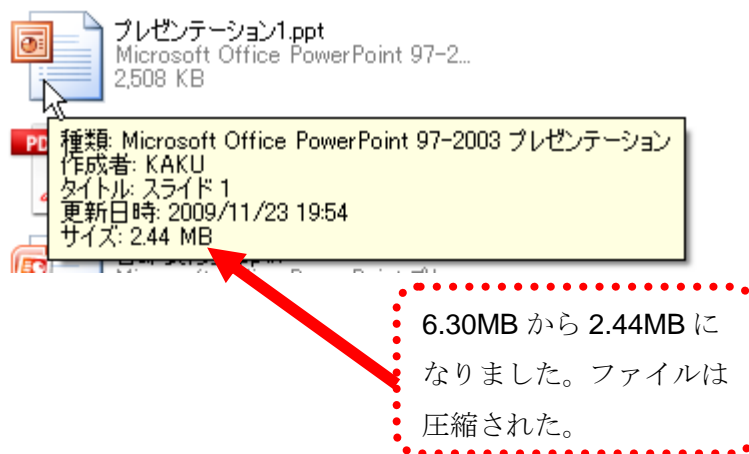 プレゼンテーション1.ppt
Microsoft Office PowerPoint 97-2...
2,508 KB
PD
種類: Microsoft Office PowerPoint 97-2003 プレゼンテーション
作成者: KAKU
タイトル: スライド 1
更新日時: 2009/11/23 19:54
サイズ: 2.44 MB
6.30MB から 2.44MB に
なりました。ファイルは
圧縮された。